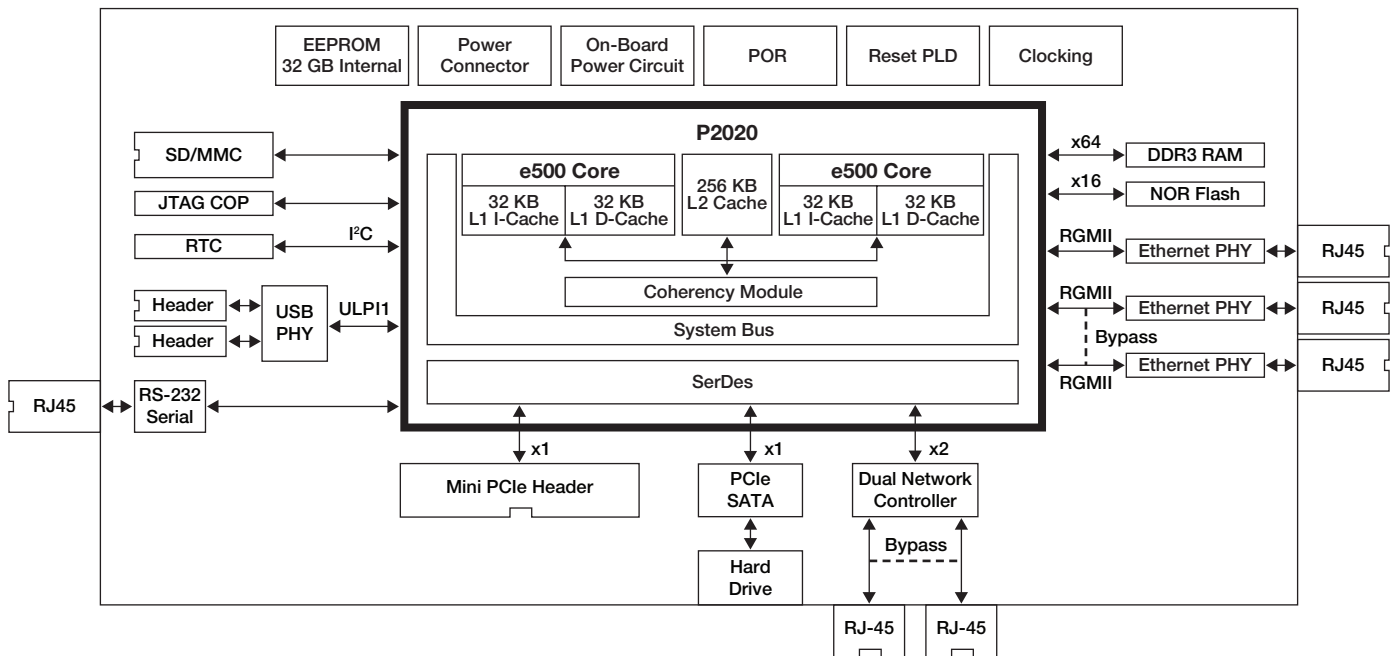 EEPROM
32 GB Internal
Power
Connector
On-Board
Power Circuit
POR
Reset PLD
Clocking
P2020
SD/MMC
JTAG COP
RTC
I²C
Header
Header
USB
PHY
ULPI1
RJ45
RS-232
Serial
e500 Core
32 KB
L1 I-Cache
32 KB
L1 D-Cache
256 KB
L2 Cache
e500 Core
32 KB
L1 I-Cache
32 KB
L1 D-Cache
Coherency Module
System Bus
SerDes
x64
DDR3 RAM
x16
NOR Flash
RGMII
Ethernet PHY
RJ45
RGMII
Ethernet PHY
RJ45
Bypass
RGMII
Ethernet PHY
RJ45
x1
Mini PCIe Header
x1
PCIe
SATA
Hard
Drive
x2
Dual Network
Controller
Bypass
RJ-45
RJ-45